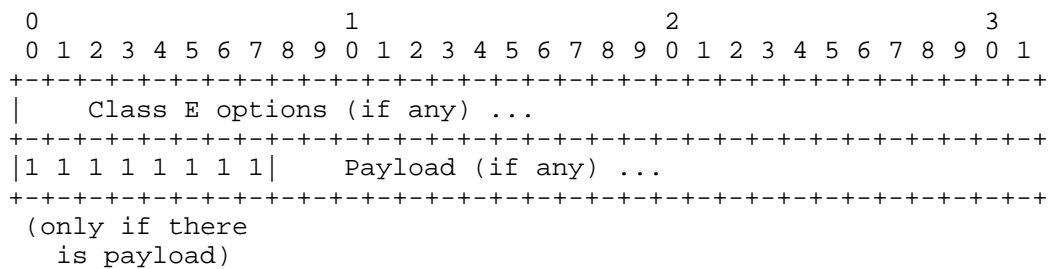 0                   1                   2                   3
 0 1 2 3 4 5 6 7 8 9 0 1 2 3 4 5 6 7 8 9 0 1 2 3 4 5 6 7 8 9 0 1
+-+-+-+-+-+-+-+-+-+-+-+-+-+-+-+-+-+-+-+-+-+-+-+-+-+-+-+-+-+-+-+-+
|    Class E options (if any) ...
+-+-+-+-+-+-+-+-+-+-+-+-+-+-+-+-+-+-+-+-+-+-+-+-+-+-+-+-+-+-+-+-+
|1 1 1 1 1 1 1 1|    Payload (if any) ...
+-+-+-+-+-+-+-+-+-+-+-+-+-+-+-+-+-+-+-+-+-+-+-+-+-+-+-+-+-+-+-+-+
 (only if there
   is payload)